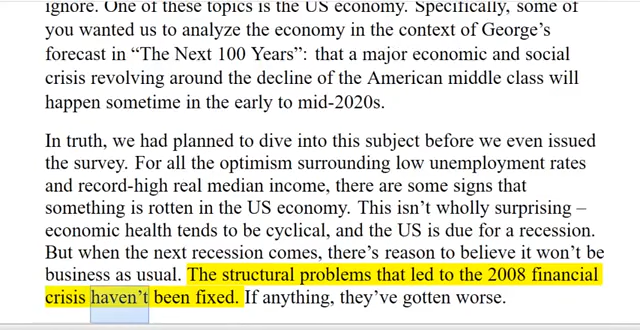 ignore. One of these topics is the US economy. Specifically, some of
you wanted us to analyze the economy in the context of George's
forecast in “The Next 100 Years”: that a major economic and social
crisis revolving around the decline of the American middle class will
happen sometime in the early to mid-2020s.
In truth, we had planned to dive into this subject before we even issued
the survey. For all the optimism surrounding low unemployment rates
and record-high real median income, there are some signs that
something is rotten in the US economy. This isn’t wholly surprising –
economic health tends to be cyclical, and the US is due for a recession.
But when the next recession comes, there’s reason to believe it won’t be
business as usual. The structural problems that led to the 2008 financial
crisis haven’t been fixed. If anything, they’ve gotten worse.